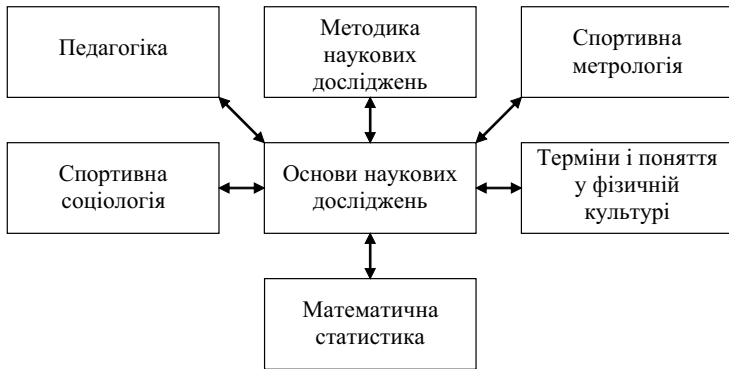 Педагогіка
Методика
наукових
досліджень
Спортивна
метрологія
Спортивна
соціологія
Основи наукових
досліджень
Терміни і поняття
у фізичній
культурі
Математична
статистика